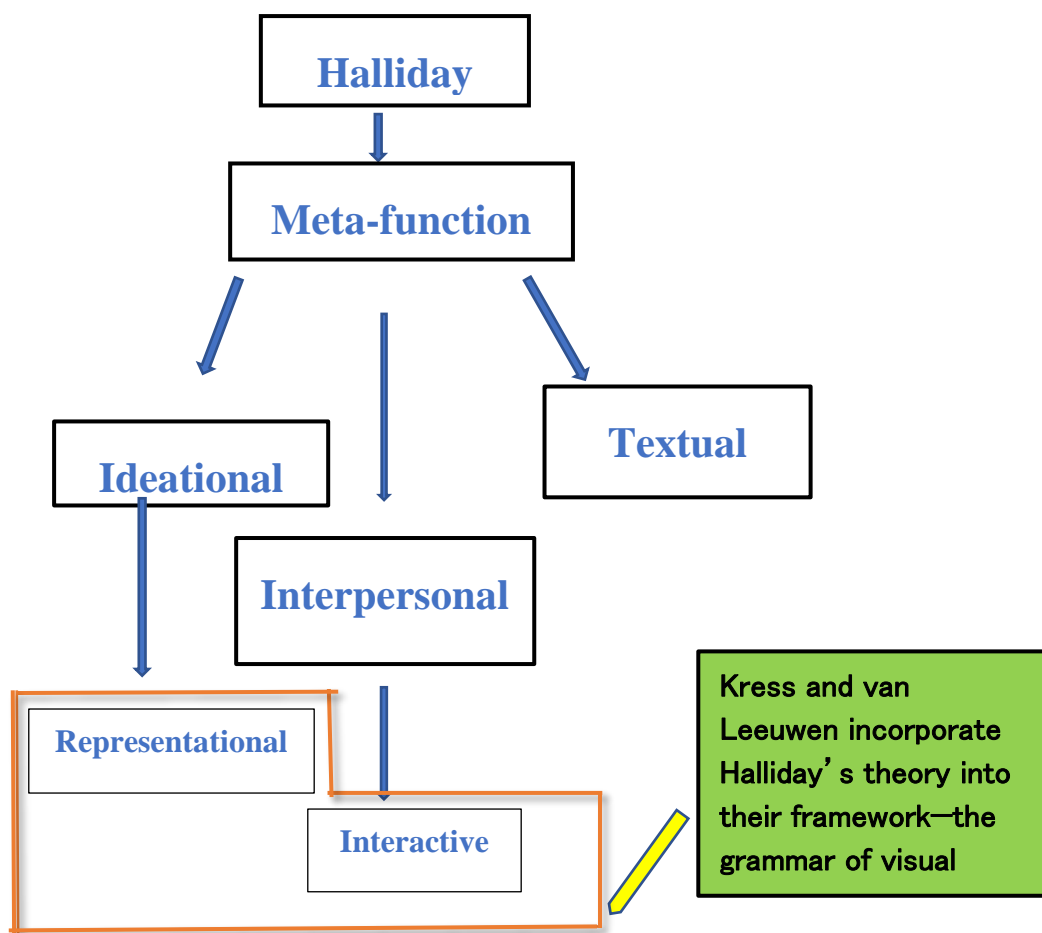 Halliday
Meta-function
Ideational
Textual
Interpersonal
Representational
Interactive
Kress and van
Leeuwen incorporate
Halliday’s theory into
their framework—the
grammar of visual